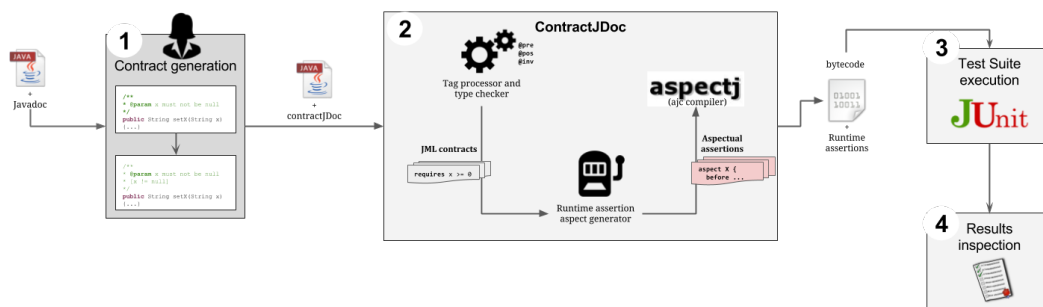 JAVA
+
Javadoc
1
Contract generation
/**
* @param x must not be null
*/
public String setX(String x)
{...}
/**
* @param x must not be null
* [x != null]
*/
public String setX(String x)
{...}
JAVA
+
contractJDoc
2
ContractJDoc
@pre
@pos
@inv
Tag processor and
type checker
JML contracts
requires x >= 0
Runtime assertion
aspect generator
aspectj
(ajc compiler)
Aspectual
assertions
aspect X {
before ...
bytecode
01001
10011
+
Runtime
assertions
3
Test Suite
execution
JUnit
4
Results
inspection